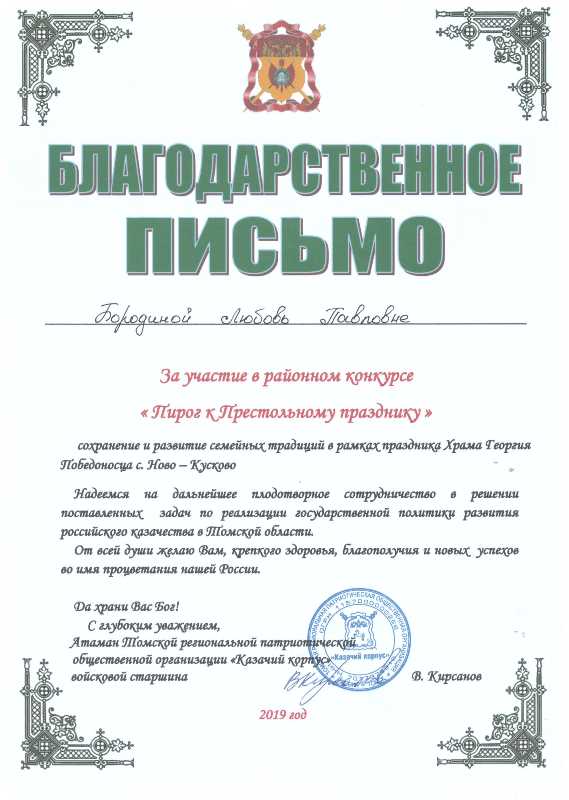 БЛАГОДАРСТВЕННОЕ
ПИСЬМО
Бородиной Любовь Павловне
За участие в районном конкурсе
« Пирог к Престольному празднику »
сохранение и развитие семейных традиций в рамках праздника Храма Георгия
Победоносца с. Ново – Кусково
Надеемся на дальнейшее плодотворное сотрудничество в решении
поставленных задач по реализации государственной политики развития
российского казачества в Томской области.
От всей души желаю Вам, крепкого здоровья, благополучия и новых успехов
во имя процветания нашей России.
Да храни Вас Бог!
С глубоким уважением,
Атаман Томской региональной патриотической
общественной организации «Казачий корпус»
войсковой старшина В. Кирсанов
«Казачий корпус»
2019 год